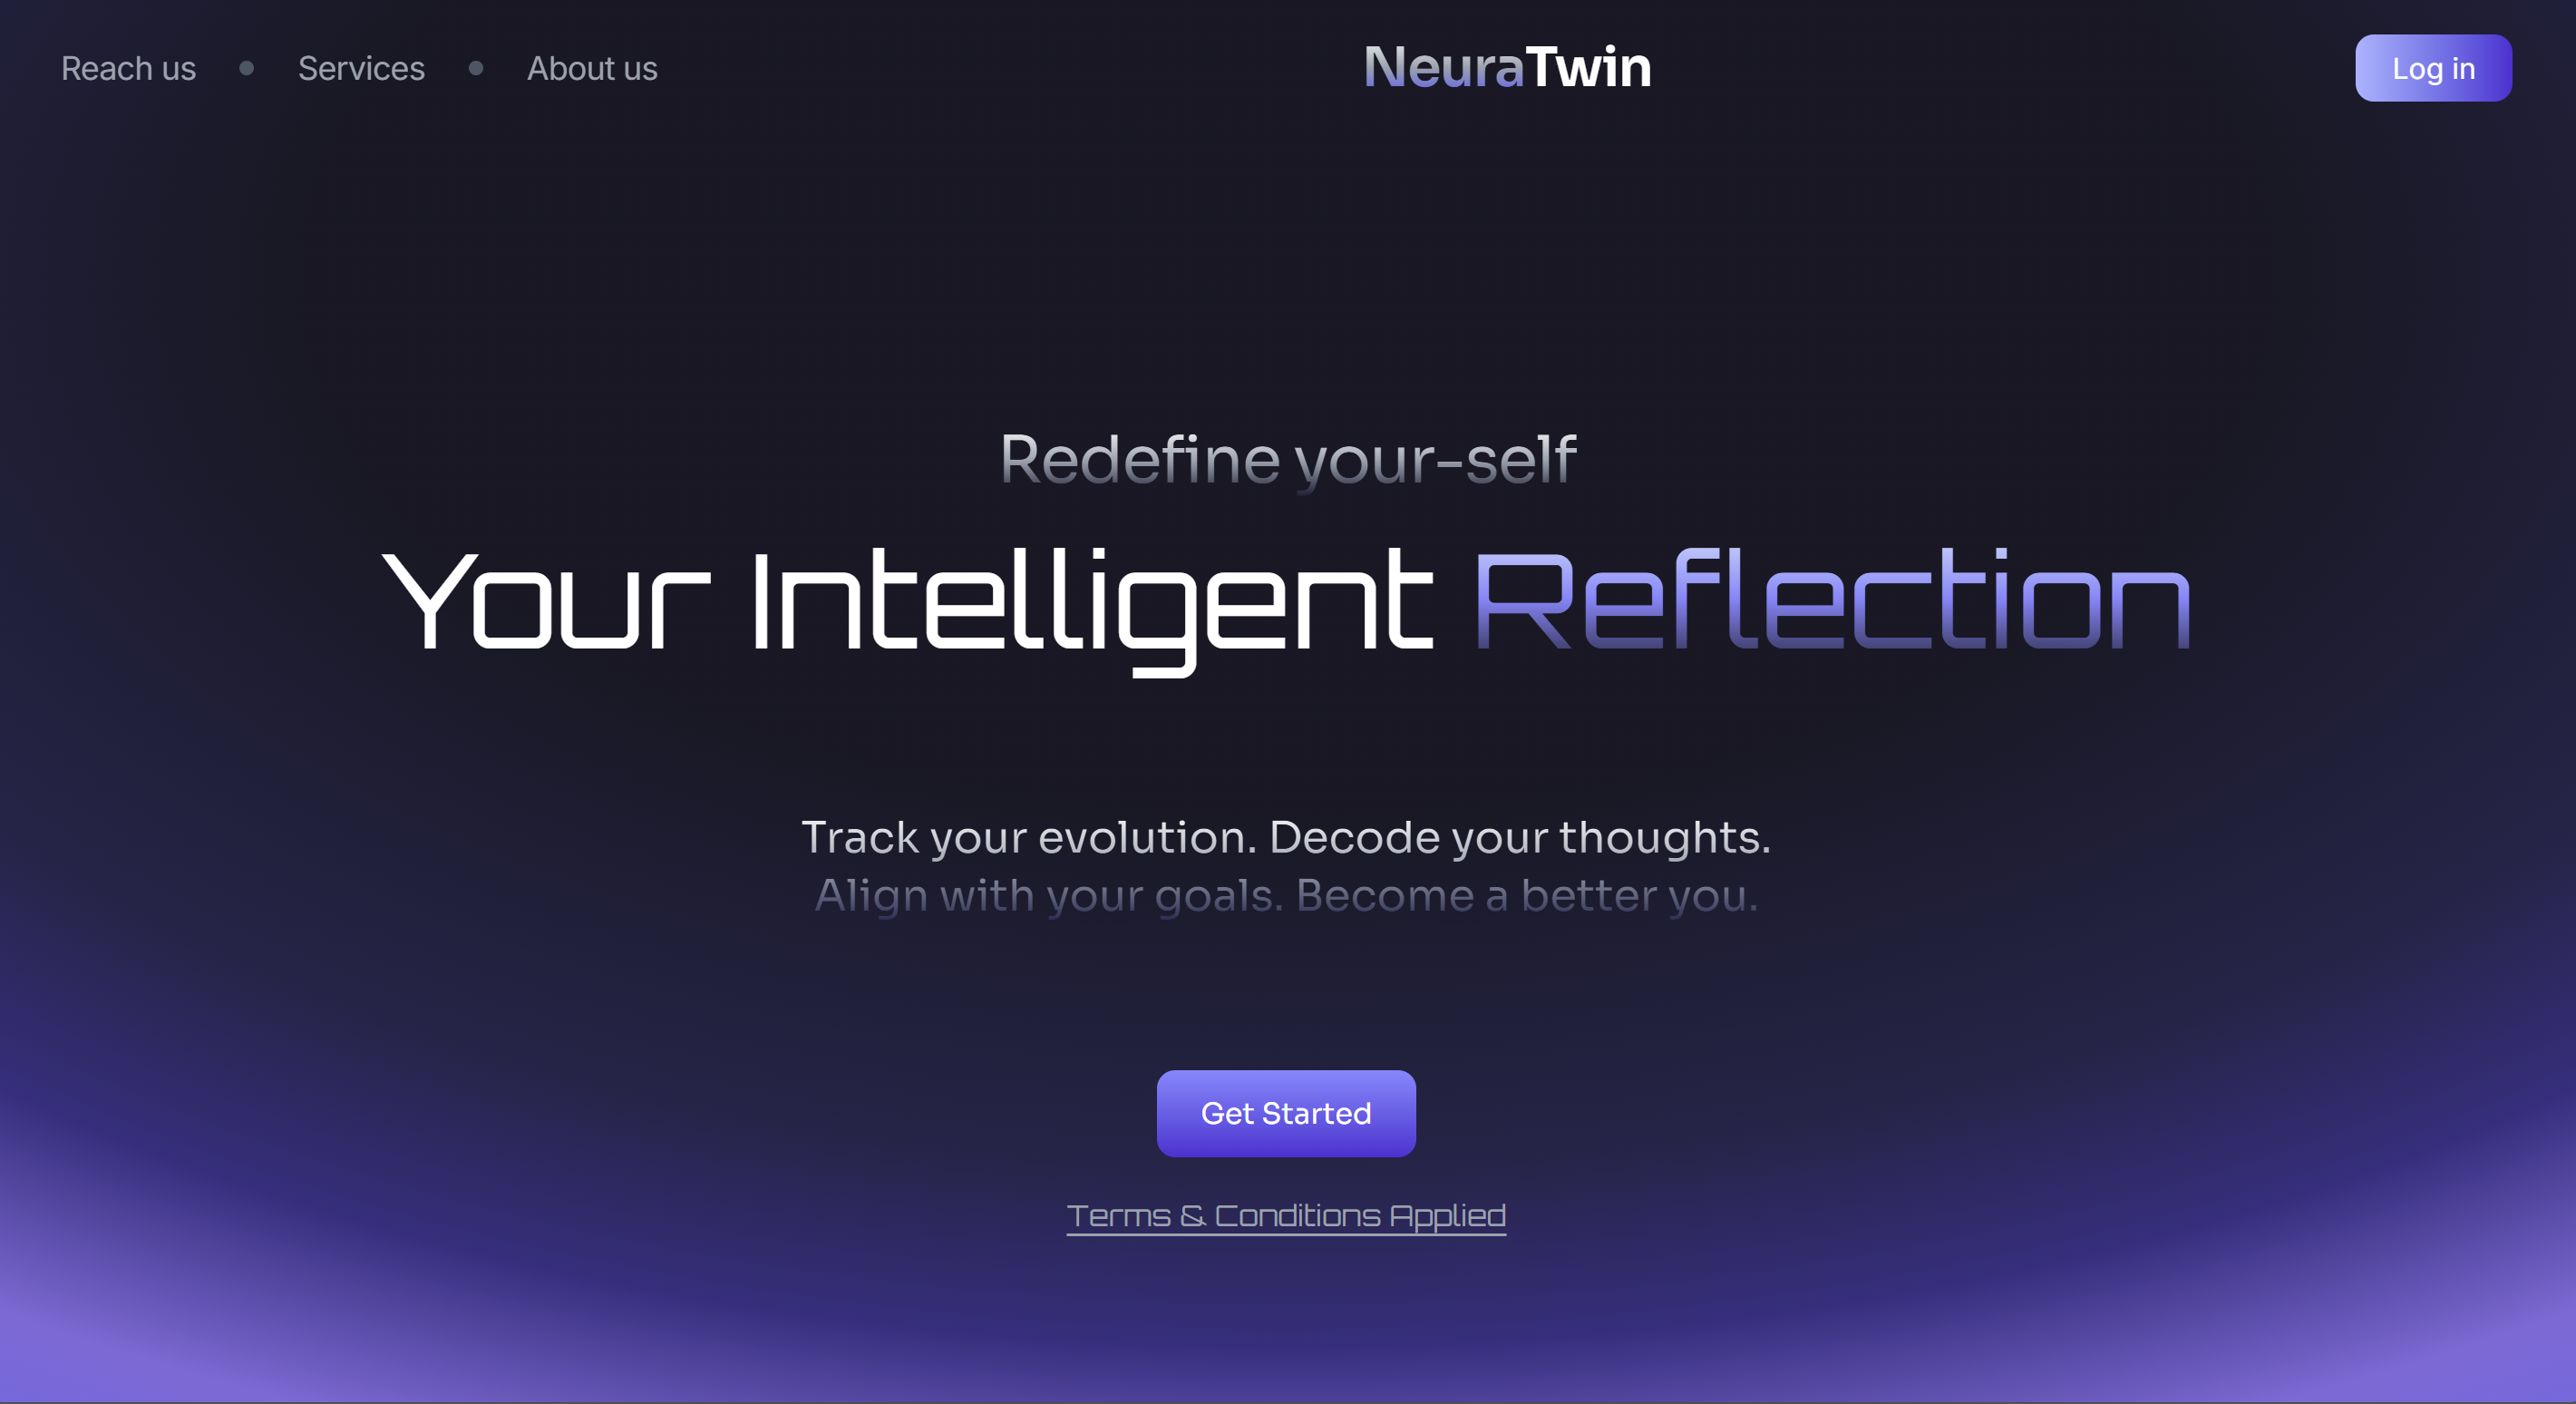 Reach us • Services • About us
NeuraTwin
Log in
Redefine your-self
Your Intelligent Reflection
Track your evolution. Decode your thoughts.
Align with your goals. Become a better you.
Get Started
Terms & Conditions Applied